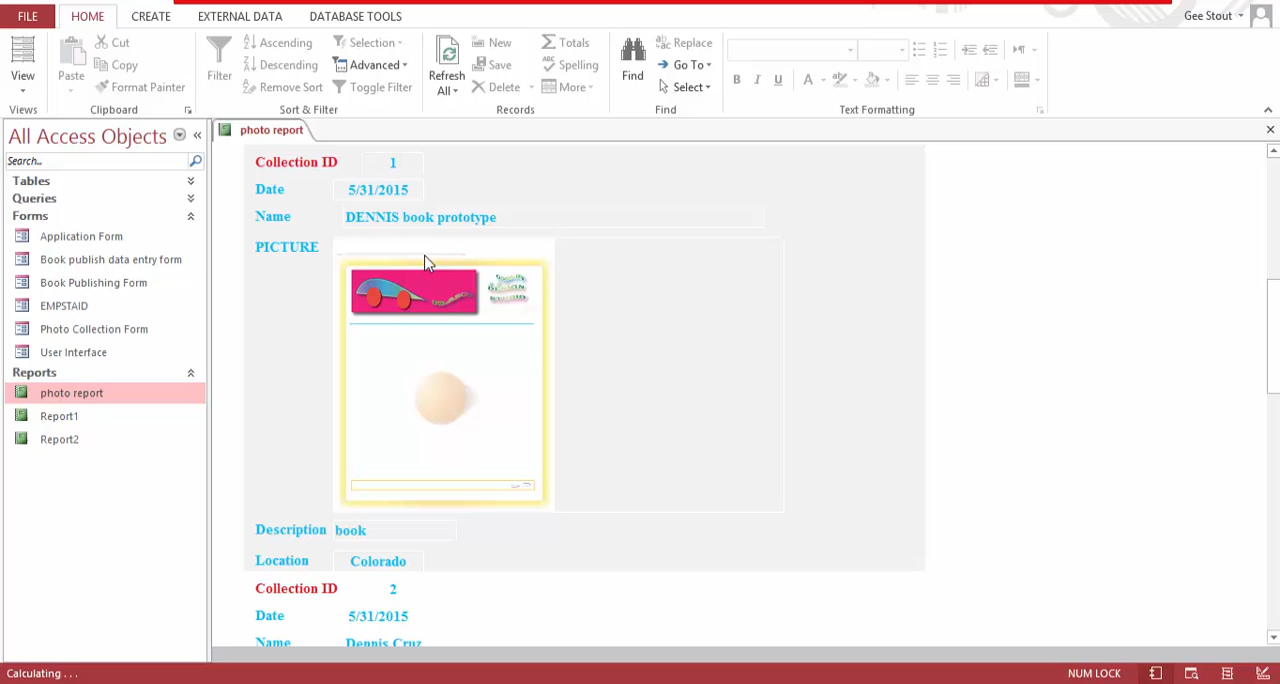 FILE HOME CREATE EXTERNAL DATA DATABASE TOOLS Gee Stout
View Paste Cut Copy Format Painter Filter Ascending Descending Remove Sort Selection Advanced Toggle Filter Refresh All New Save Delete Totals Spelling More Find Replace Go To Select B I U A
Views Clipboard Sort & Filter Records Find Text Formatting
All Access Objects
Search...
Tables
Queries
Forms
Application Form
Book publish data entry form
Book Publishing Form
EMPSTAID
Photo Collection Form
User Interface
Reports
photo report
Report1
Report2
photo report
Collection ID 1
Date 5/31/2015
Name DENNIS book prototype
PICTURE
Description book
Location Colorado
Collection ID 2
Date 5/31/2015
Name Dennis Cruz
Calculating . . . NUM LOCK